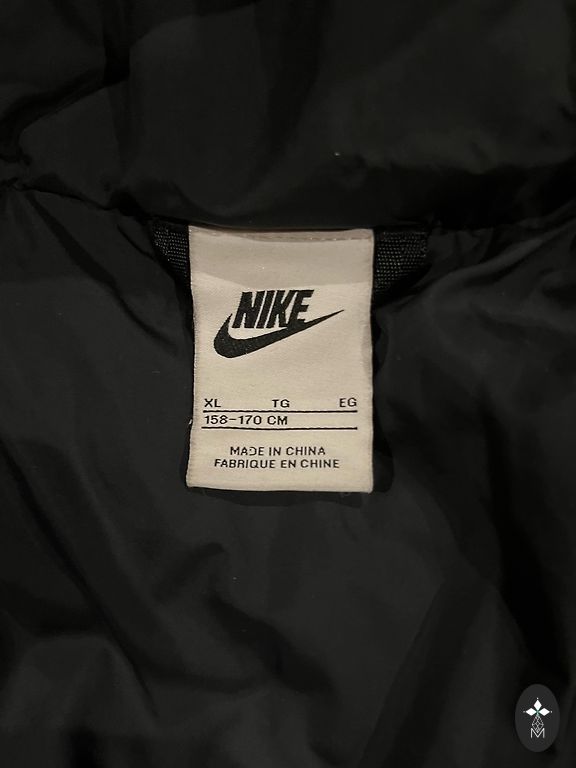 NIKE
XL TG EG
158-170 CM
MADE IN CHINA
FABRIQUE EN CHINE
M